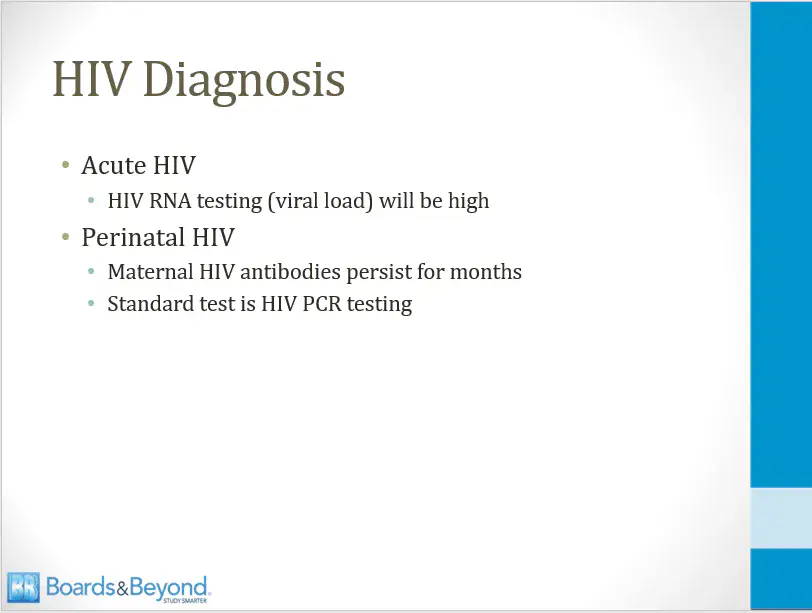 HIV Diagnosis
• Acute HIV
• HIV RNA testing (viral load) will be high
• Perinatal HIV
• Maternal HIV antibodies persist for months
• Standard test is HIV PCR testing
BB Boards&Beyond.
STUDY SMARTER